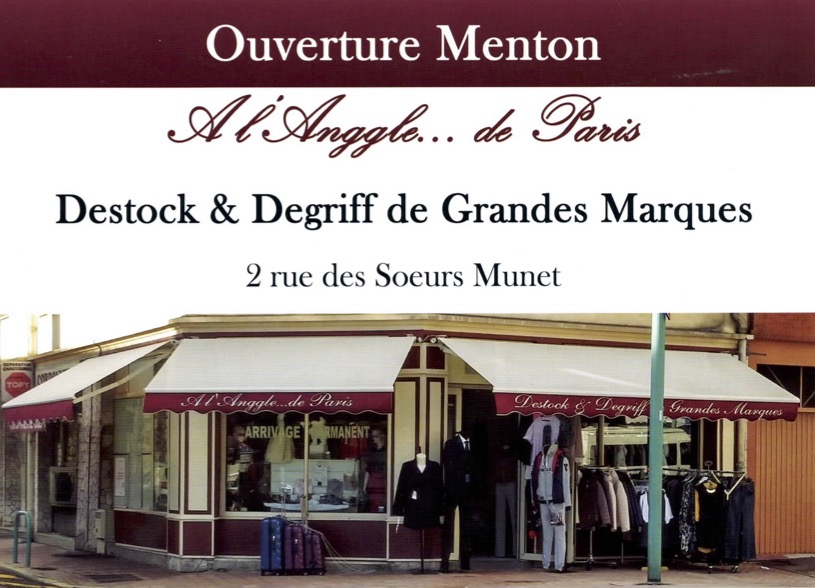 Ouverture Menton
A l'Anggle... de Paris
Destock & Degriff de Grandes Marques
2 rue des Soeurs Munet
TOPY
A l'Anggle...de Paris
Destock & Degriff Grandes Marques
ARRIVAGE PERMANENT